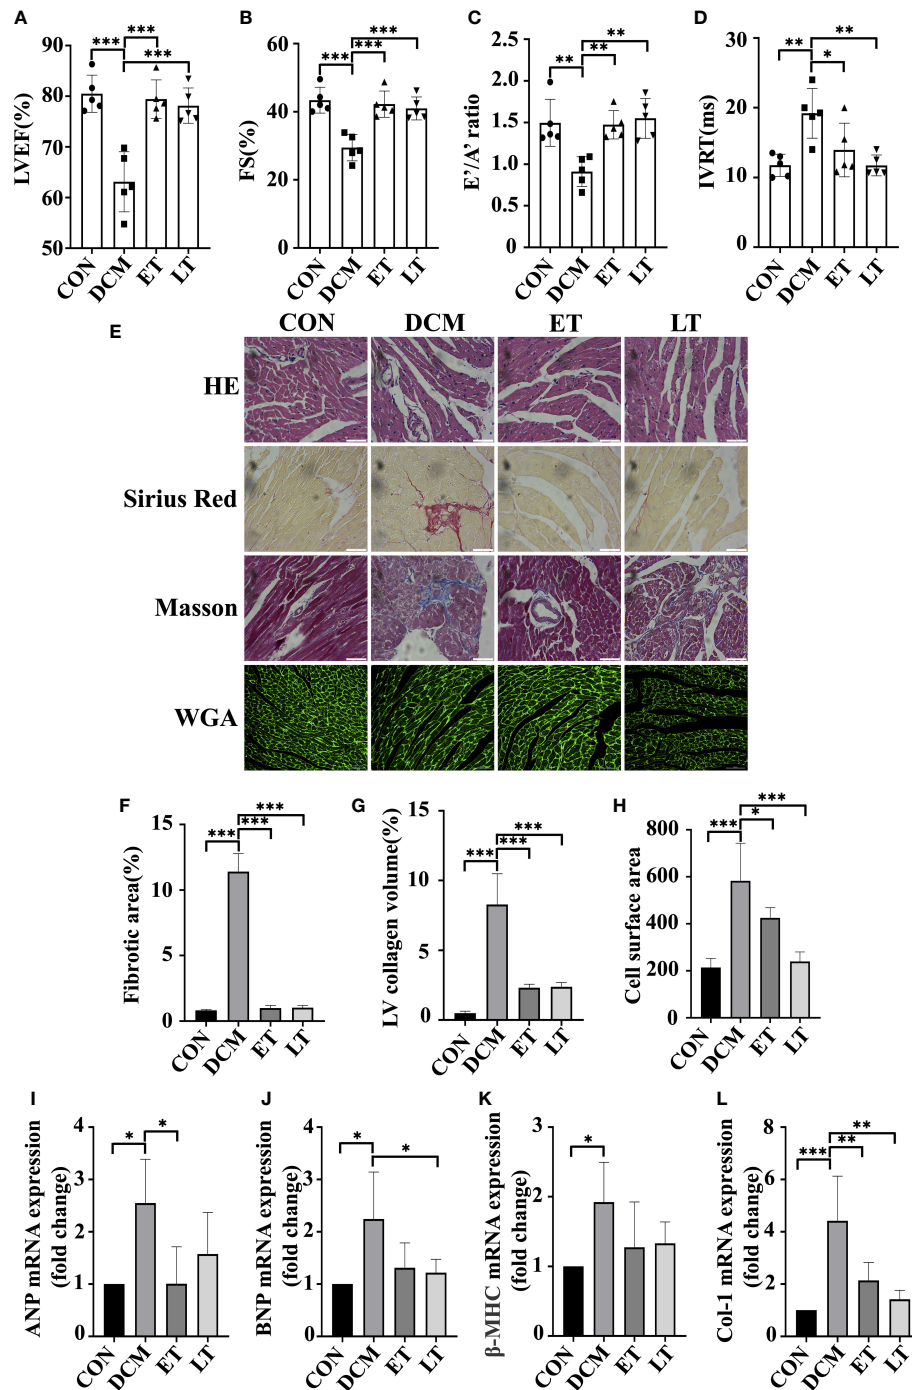 A
LVEF(%)
90
80
70
60
50
***
***
***
CON
DCM
ET
LT
B
FS(%)
60
40
20
0
***
***
***
CON
DCM
ET
LT
C
E’/A’ ratio
2.5
2.0
1.5
1.0
0.5
0
**
**
**
CON
DCM
ET
LT
D
IVRT(ms)
30
20
10
0
**
**
*
CON
DCM
ET
LT
E
CON DCM ET LT
HE
Sirius Red
Masson
WGA
F
Fibrotic area(%)
15
10
5
0
***
***
***
CON
DCM
ET
LT
G
LV collagen volume(%)
15
10
5
0
***
***
***
CON
DCM
ET
LT
H
Cell surface area
800
600
400
200
0
***
*
***
CON
DCM
ET
LT
I
ANP mRNA expression
(fold change)
4
3
2
1
0
*
*
CON
DCM
ET
LT
J
BNP mRNA expression
(fold change)
4
3
2
1
0
*
*
CON
DCM
ET
LT
K
β-MHC mRNA expression
(fold change)
3
2
1
0
*
CON
DCM
ET
LT
L
Col-1 mRNA expression
(fold change)
8
6
4
2
0
***
**
**
CON
DCM
ET
LT